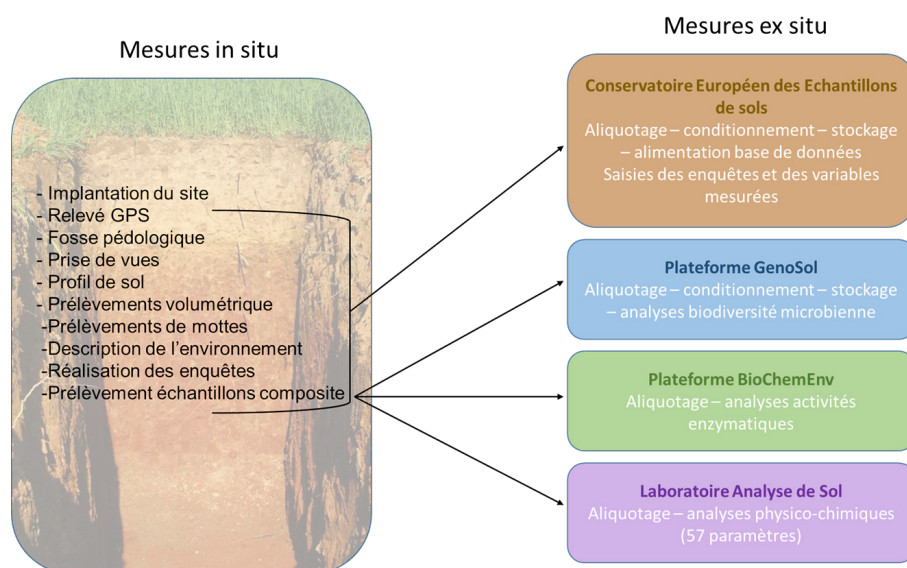 Mesures in situ
- Implantation du site
- Relevé GPS
- Fosse pédologique
- Prise de vues
- Profil de sol
- Prélèvements volumétrique
-Prélèvements de mottes
-Description de l'environnement
-Réalisation des enquêtes
-Prélèvement échantillons composite
Mesures ex situ
Conservatoire Européen des Echantillons
de sols
Aliquotage – conditionnement – stockage
– alimentation base de données
Saisies des enquêtes et des variables
mesurées
Plateforme GenoSol
Aliquotage – conditionnement – stockage
– analyses biodiversité microbienne
Plateforme BioChemEnv
Aliquotage – analyses activités
enzymatiques
Laboratoire Analyse de Sol
Aliquotage – analyses physico-chimiques
(57 paramètres)